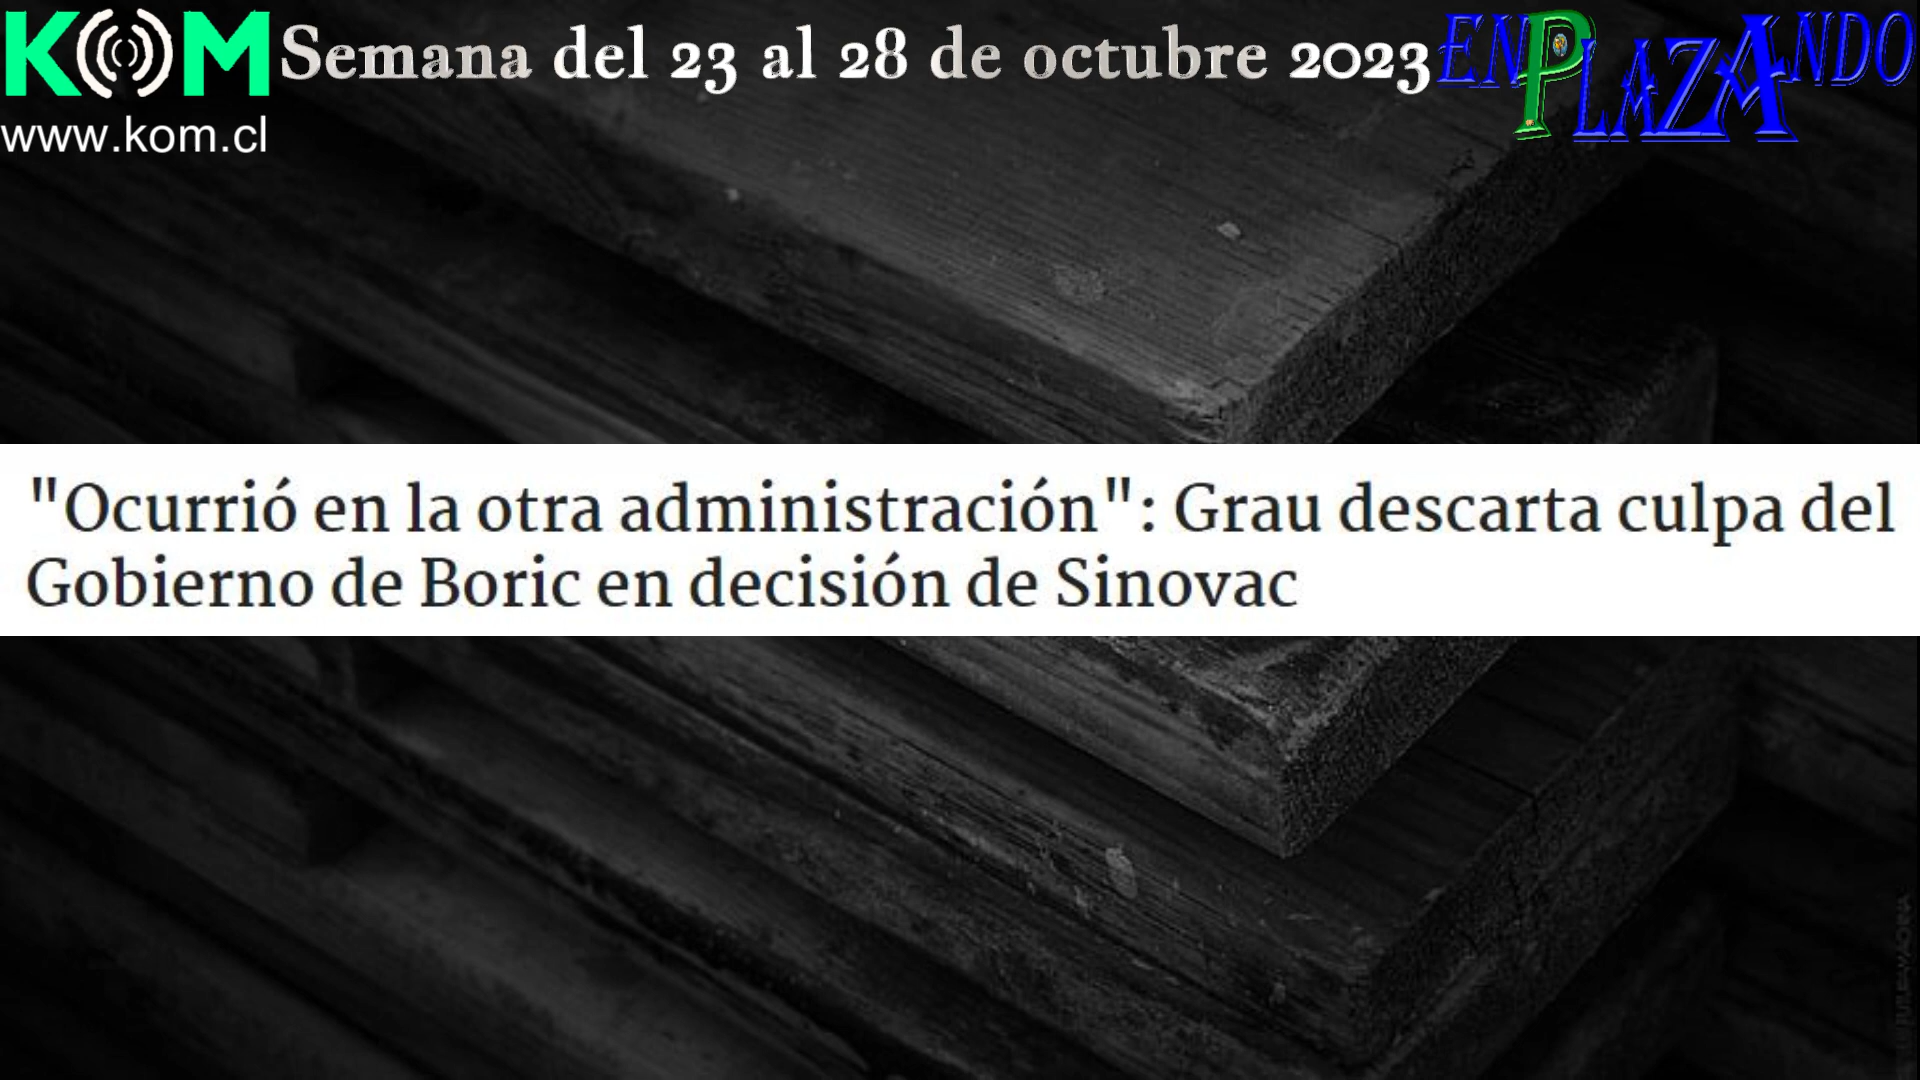 KOM
Semana del 23 al 28 de octubre 2023
ENPLAZANDO
www.kom.cl
"Ocurrió en la otra administración": Grau descarta culpa del
Gobierno de Boric en decisión de Sinovac